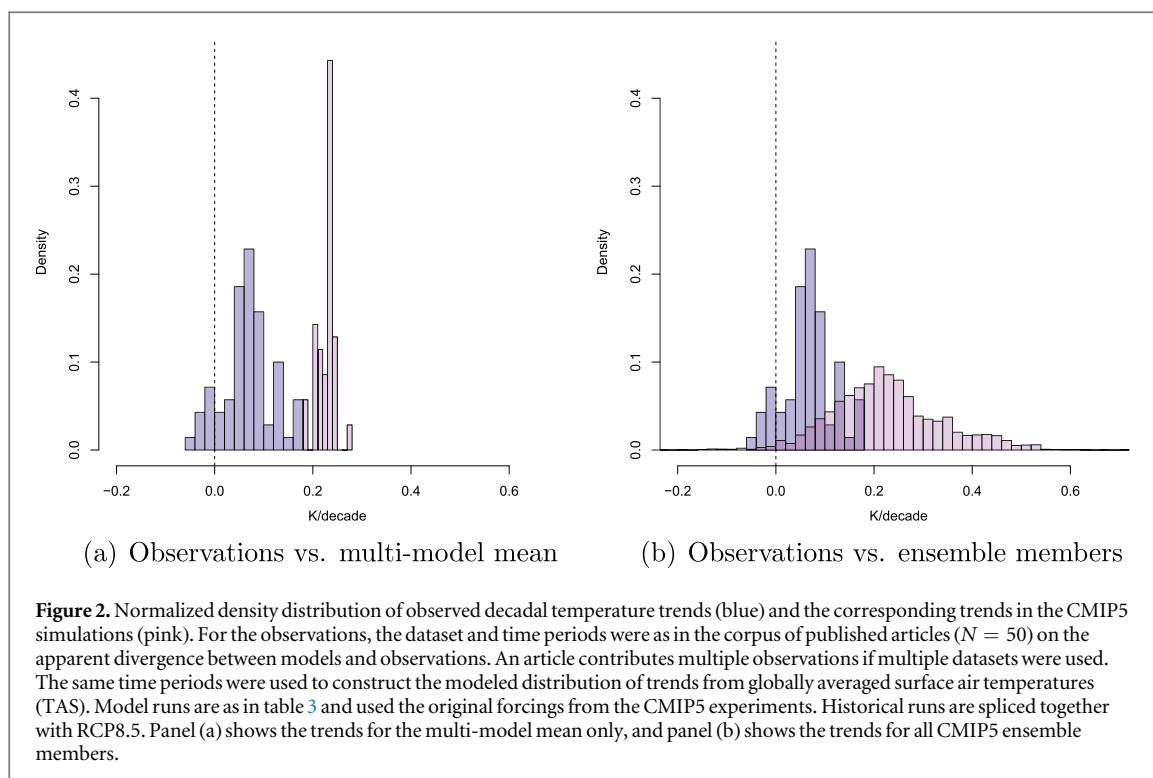 0.4
0.3
0.2
0.1
0.0
Density
−0.2
0.0
0.2
0.4
0.6
K/decade
(a) Observations vs. multi-model mean
0.4
0.3
0.2
0.1
0.0
Density
−0.2
0.0
0.2
0.4
0.6
K/decade
(b) Observations vs. ensemble members
Figure 2. Normalized density distribution of observed decadal temperature trends (blue) and the corresponding trends in the CMIP5
simulations (pink). For the observations, the dataset and time periods were as in the corpus of published articles (N = 50) on the
apparent divergence between models and observations. An article contributes multiple observations if multiple datasets were used.
The same time periods were used to construct the modeled distribution of trends from globally averaged surface air temperatures
(TAS). Model runs are as in table 3 and used the original forcings from the CMIP5 experiments. Historical runs are spliced together
with RCP8.5. Panel (a) shows the trends for the multi-model mean only, and panel (b) shows the trends for all CMIP5 ensemble
members.